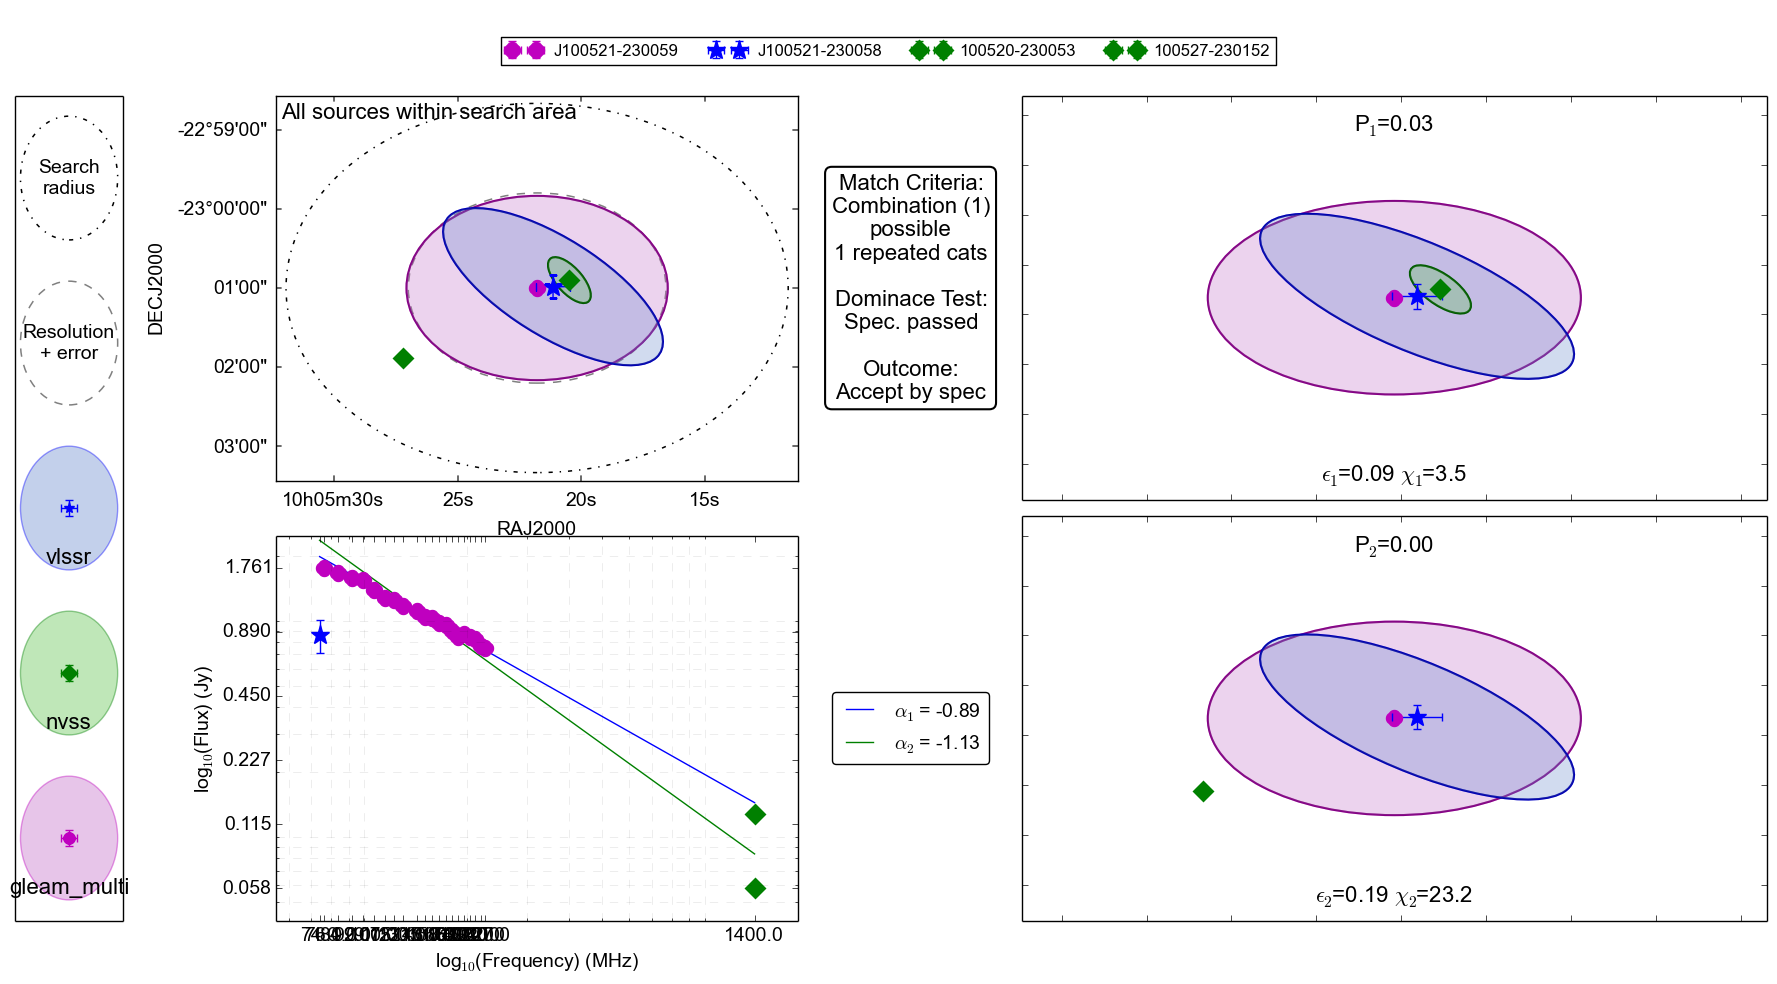 J100521-230059 J100521-230058 100520-230053 100527-230152
Search
radius
Resolution
+ error
vlssr
nvss
gleam_multi
All sources within search area
DECJ2000
-22°59'00"
-23°00'00"
01'00"
02'00"
03'00"
10h05m30s 25s 20s 15s
RAJ2000
Match Criteria:
Combination (1)
possible
1 repeated cats
Dominace Test:
Spec. passed
Outcome:
Accept by spec
P1=0.03
ϵ1=0.09 χ1=3.5
log10(Flux) (Jy)
1.761
0.890
0.450
0.227
0.115
0.058
1400.0
log10(Frequency) (MHz)
α1 = -0.89
α2 = -1.13
P2=0.00
ϵ2=0.19 χ2=23.2